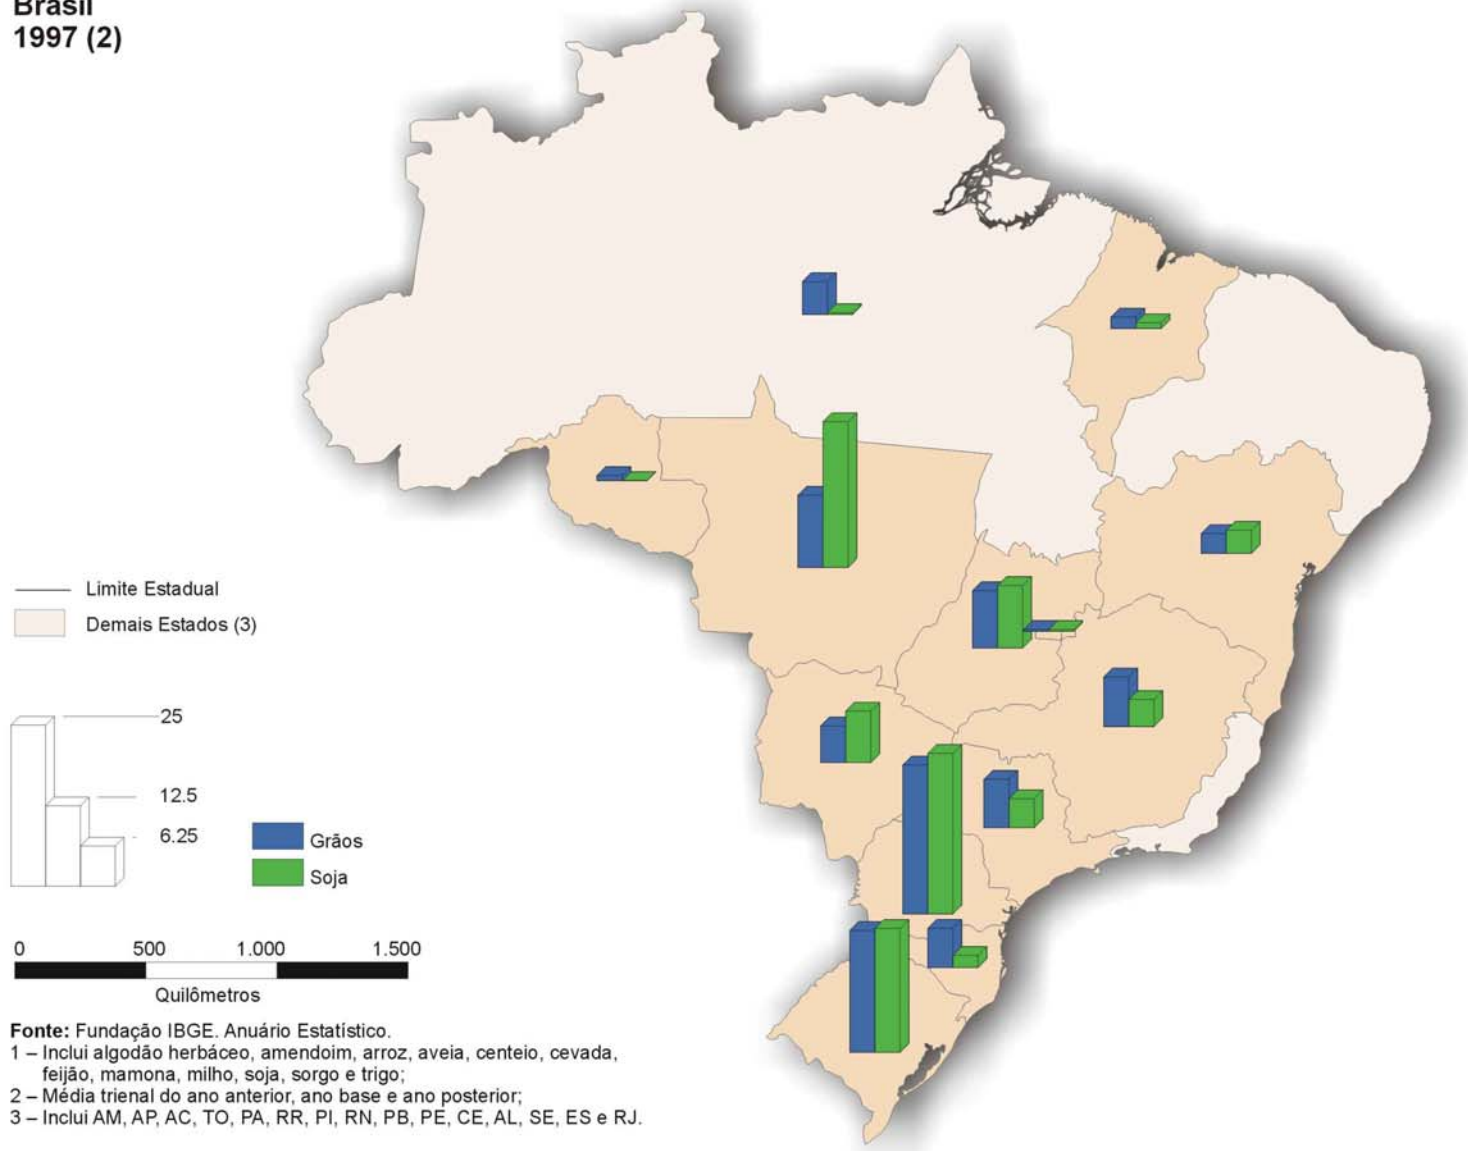 Brasil
1997 (2)
Limite Estadual
Demais Estados (3)
25
12.5
6.25
Grãos
Soja
0 500 1.000 1.500
Quilômetros
Fonte: Fundação IBGE. Anuário Estatístico.
1 – Inclui algodão herbáceo, amendoim, arroz, aveia, centeio, cevada,
feijão, mamona, milho, soja, sorgo e trigo;
2 – Média trienal do ano anterior, ano base e ano posterior;
3 – Inclui AM, AP, AC, TO, PA, RR, PI, RN, PB, PE, CE, AL, SE, ES e RJ.